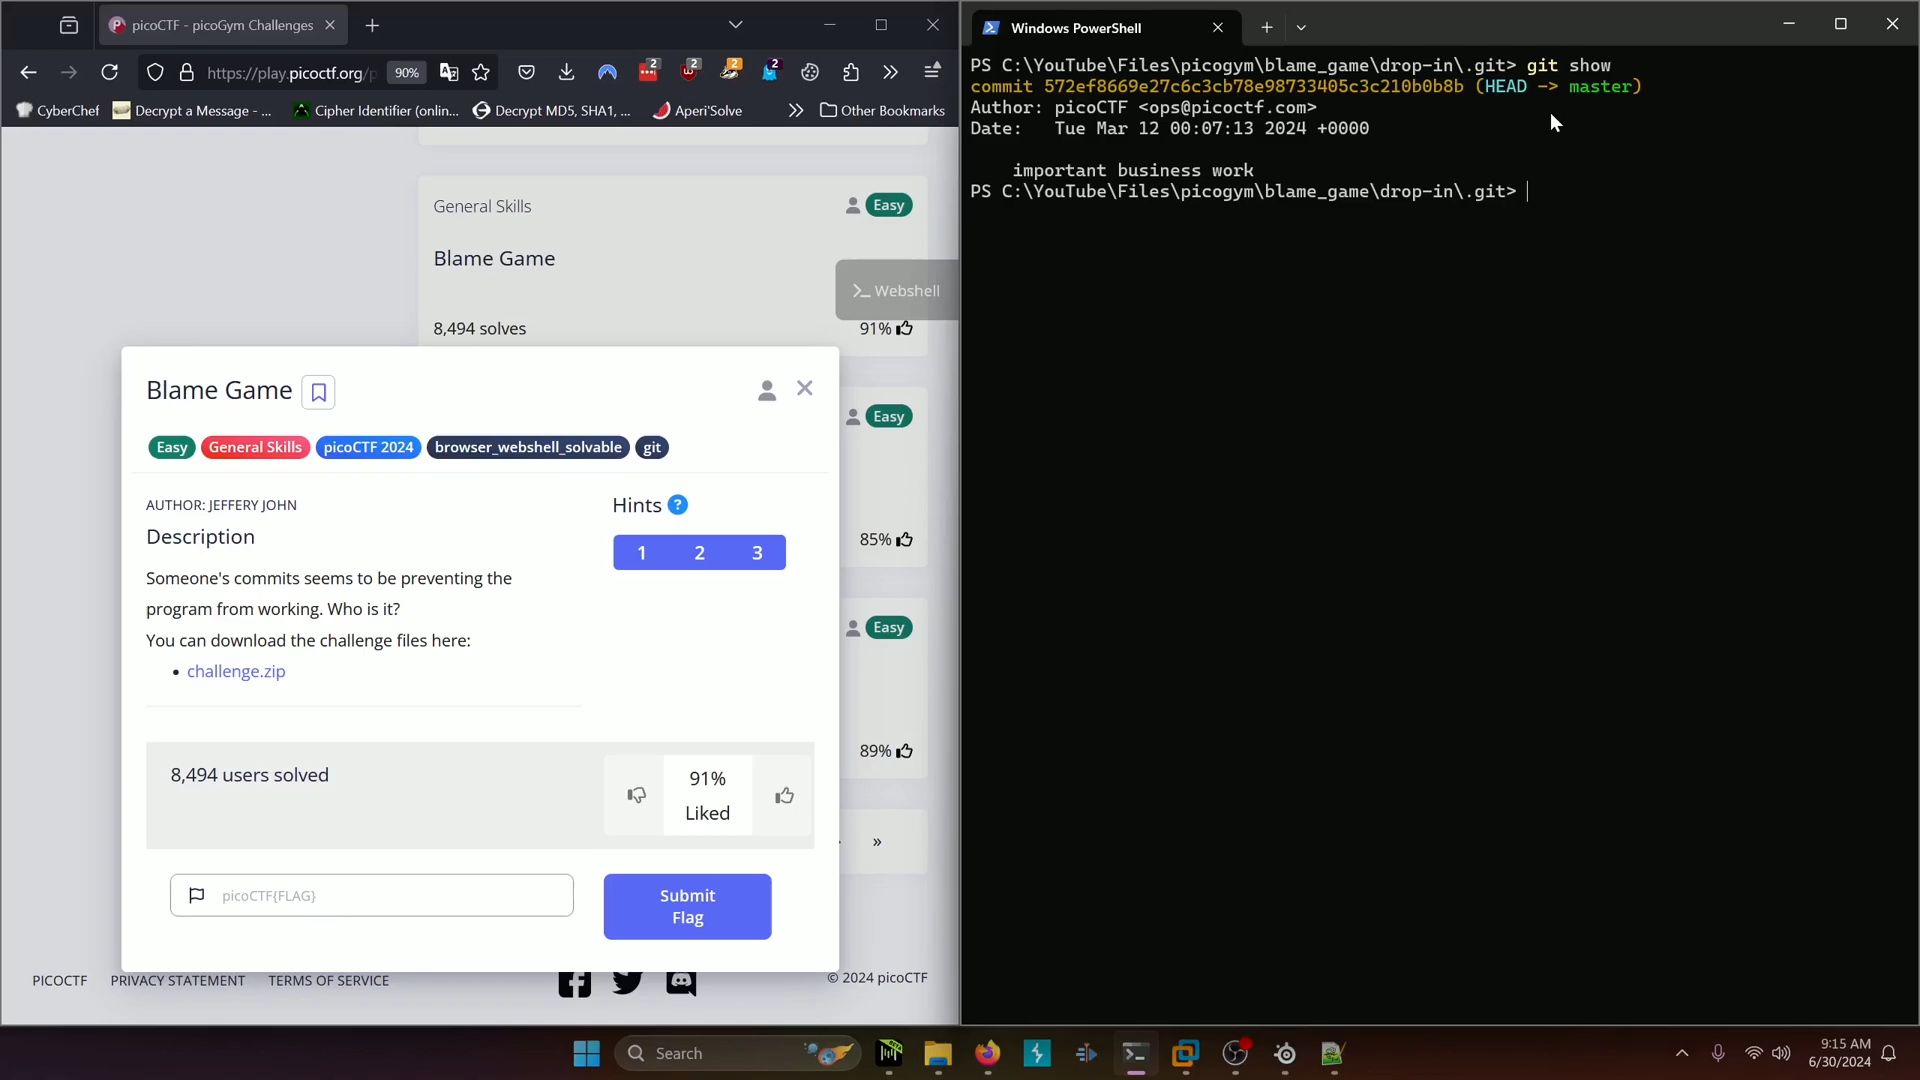 picoCTF - picoGym Challenges
https://play.picoctf.org/p
90%
2
2
2
2
CyberChef
Decrypt a Message - ...
Cipher Identifier (onlin...
Decrypt MD5, SHA1, ...
Aperi'Solve
Other Bookmarks
General Skills
Easy
Blame Game
>_ Webshell
8,494 solves
91%
Easy
85%
Easy
89%
»
Blame Game
Easy
General Skills
picoCTF 2024
browser_webshell_solvable
git
AUTHOR: JEFFERY JOHN
Hints ?
Description
1 2 3
Someone's commits seems to be preventing the
program from working. Who is it?
You can download the challenge files here:
• challenge.zip
8,494 users solved
91%
Liked
picoCTF{FLAG}
Submit
Flag
PICOCTF
PRIVACY STATEMENT
TERMS OF SERVICE
© 2024 picoCTF
Windows PowerShell
PS C:\YouTube\Files\picogym\blame_game\drop-in\.git> git show
commit 572ef8669e27c6c3cb78e98733405c3c210b0b8b (HEAD -> master)
Author: picoCTF <ops@picoctf.com>
Date:   Tue Mar 12 00:07:13 2024 +0000
important business work
PS C:\YouTube\Files\picogym\blame_game\drop-in\.git>
Search
9:15 AM
6/30/2024